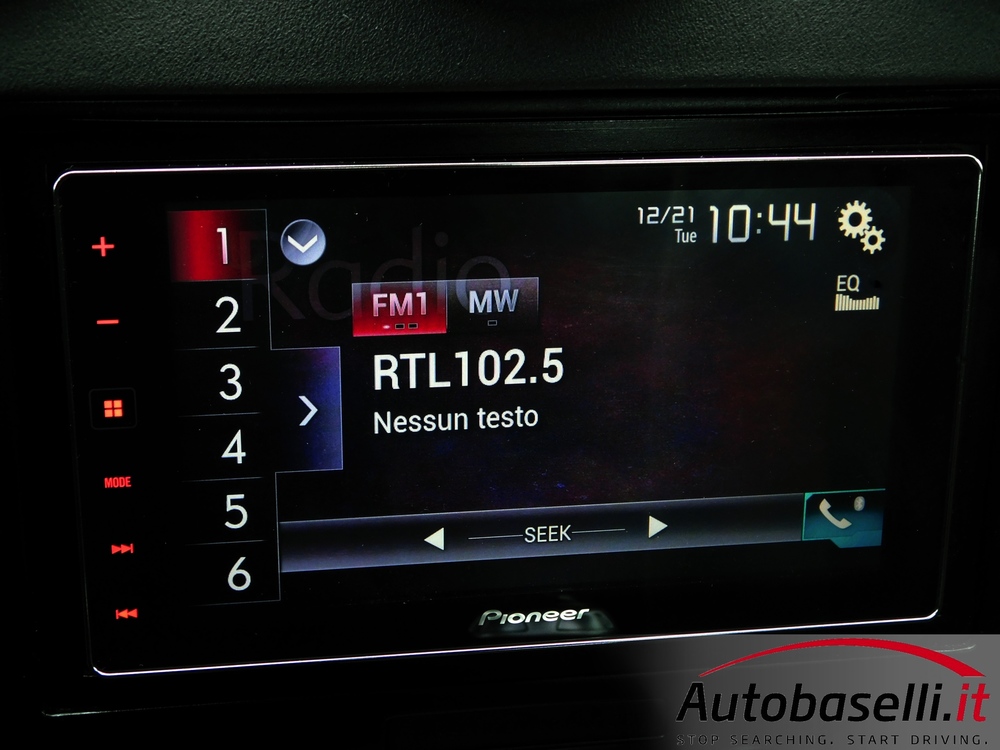 12/21
Tue
10:44
EQ
Radio
1
2
3
4
5
6
FM1
MW
RTL102.5
Nessun testo
MODE
SEEK
Pioneer
Autobaselli.it
STOP SEARCHING. START DRIVING.